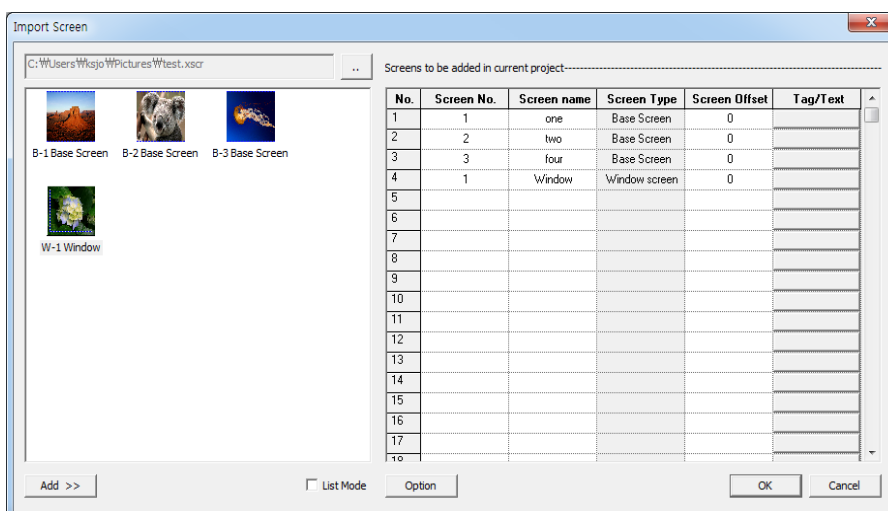 Import Screen
C:₩Users₩ksjo₩Pictures₩test.xscr
..
Screens to be added in current project
B-1 Base Screen B-2 Base Screen B-3 Base Screen
W-1 Window
No. Screen No. Screen name Screen Type Screen Offset Tag/Text
1 1 one Base Screen 0
2 2 two Base Screen 0
3 3 four Base Screen 0
4 1 Window Window screen 0
5
6
7
8
9
10
11
12
13
14
15
16
17
18
Add >>
List Mode
Option
OK
Cancel